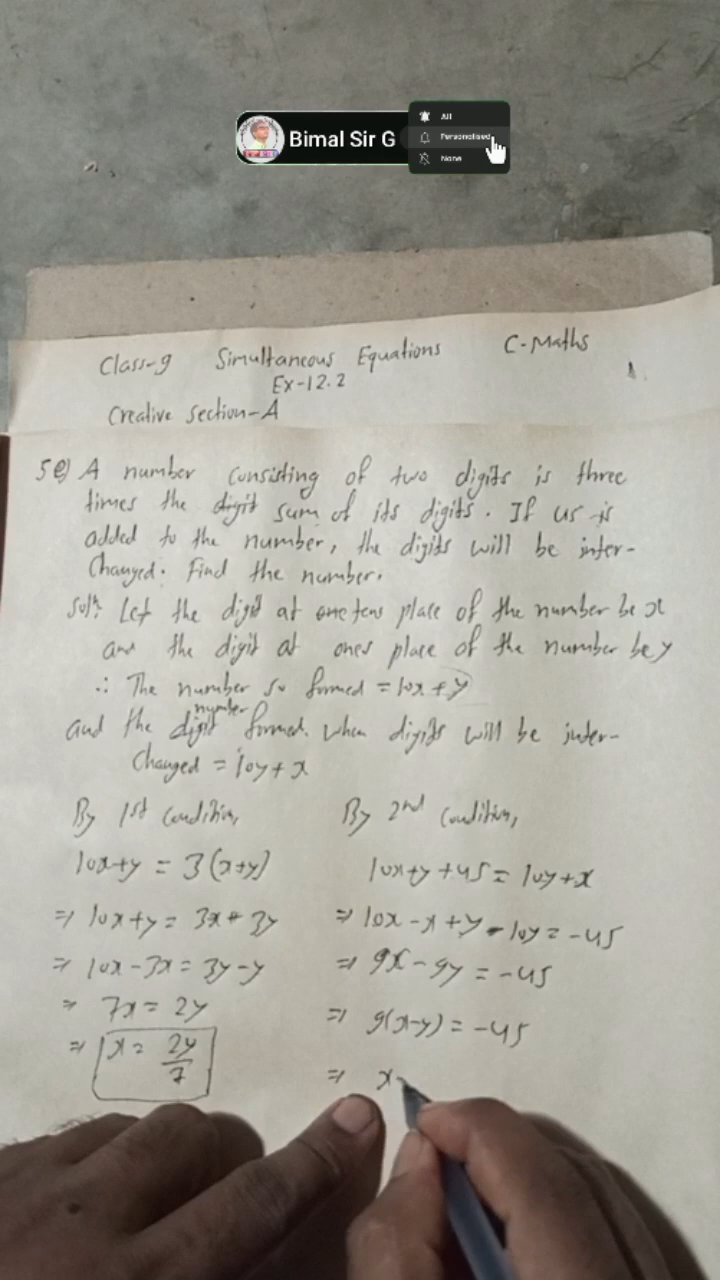 Bimal Sir G
All
Personalised
None
Class-9 Simultaneous Equations C-Maths
Ex-12.2
1.
Creative section-A
5e) A number consisting of two digits is three
times the digit sum of its digits. If 45 is
added to the number, the digits will be inter-
changed. Find the number.
Solⁿ: Let the digit at one tens place of the number be x
and the digit at ones place of the number be y
∴ The number so formed = 10x + y
and the digit number formed. when digits will be inter-
changed = 10y + x
By 1st condition, By 2nd condition,
10x+y = 3(x+y) 10x+y+45 = 10y+x
⇒ 10x+y = 3x+3y ⇒ 10x-x+y-10y = -45
⇒ 10x-3x = 3y-y ⇒ 9x-9y = -45
⇒ 7x = 2y ⇒ 9(x-y) = -45
⇒ x = 2y/7 ⇒ x-